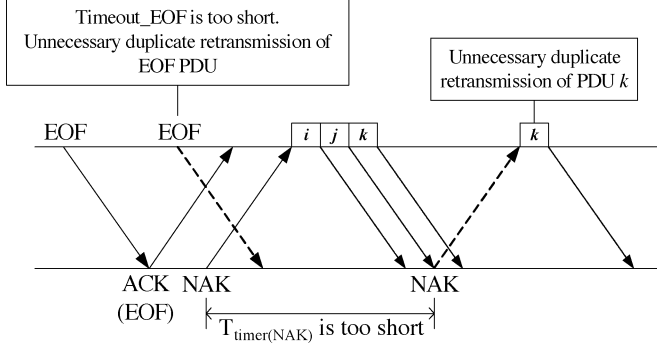 Timeout_EOF is too short.
Unnecessary duplicate retransmission of
EOF PDU
Unnecessary duplicate
retransmission of PDU k
EOF
EOF
i j k
k
ACK
(EOF)
NAK
NAK
Ttimer(NAK) is too short